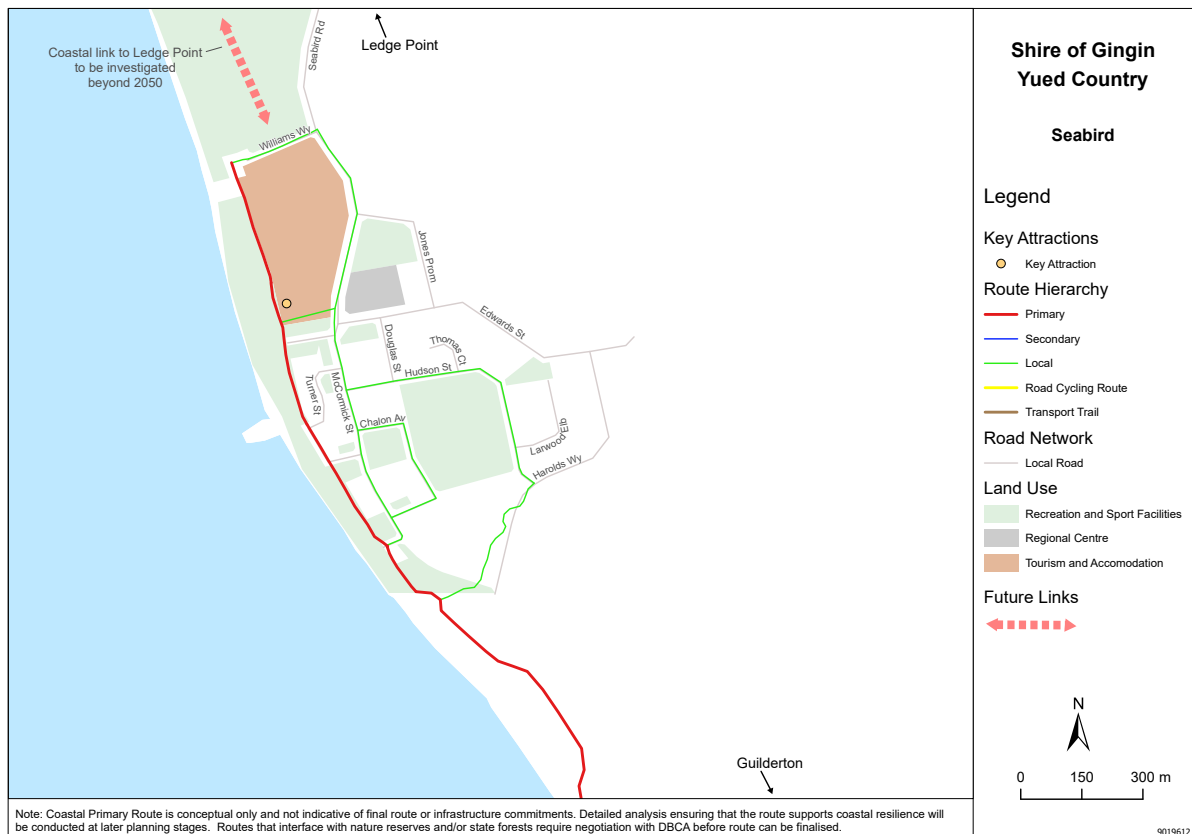 Coastal link to Ledge Point
to be investigated
beyond 2050
Seabird Rd
Ledge Point
Williams Wy
Jones Prom
Edwards St
Douglas St
Thomas Ct
Hudson St
McCormick St
Turner St
Chalon Av
Larwood Elb
Harolds Wy
Guilderton
Note: Coastal Primary Route is conceptual only and not indicative of final route or infrastructure commitments. Detailed analysis ensuring that the route supports coastal resilience will
be conducted at later planning stages.  Routes that interface with nature reserves and/or state forests require negotiation with DBCA before route can be finalised.
Shire of Gingin
Yued Country
Seabird
Legend
Key Attractions
Key Attraction
Route Hierarchy
Primary
Secondary
Local
Road Cycling Route
Transport Trail
Road Network
Local Road
Land Use
Recreation and Sport Facilities
Regional Centre
Tourism and Accomodation
Future Links
N
0 150 300 m
9019612